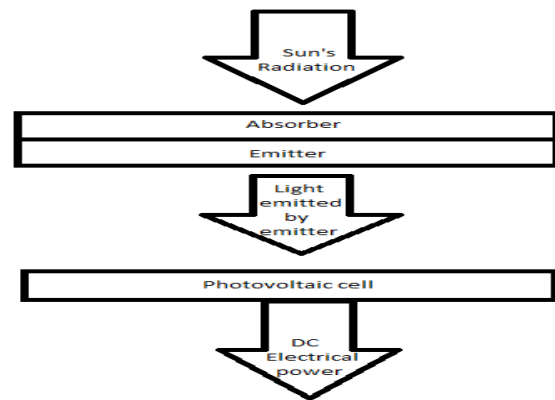 Sun's
Radiation
Absorber
Emitter
Light
emitted
by
emitter
Photovoltaic cell
DC
Electrical
power